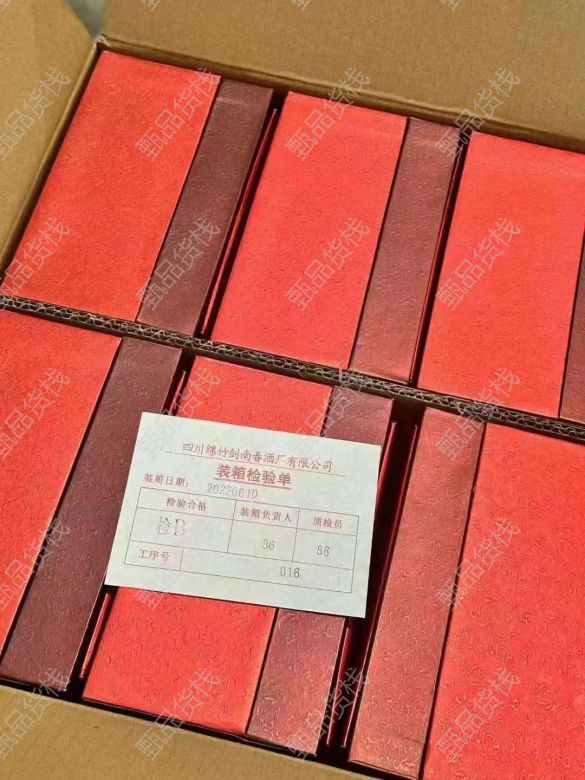 四川绵竹剑南春酒厂有限公司
装箱检验单
装箱日期: 20220610
检验合格 装箱负责人 质检员
检B 36 86
工序号 016
甄品货栈